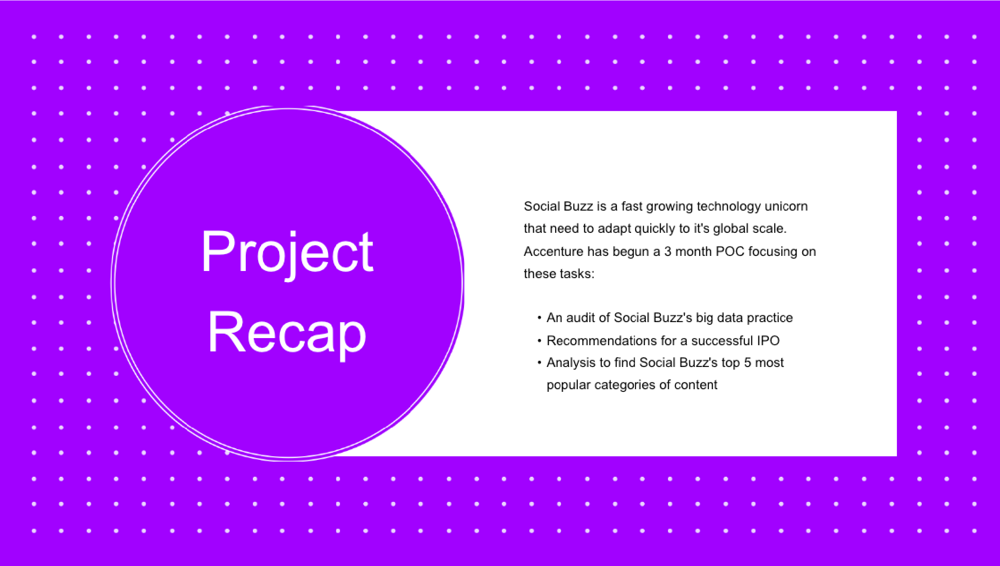 Project
Recap
Social Buzz is a fast growing technology unicorn
that need to adapt quickly to it's global scale.
Accenture has begun a 3 month POC focusing on
these tasks:
• An audit of Social Buzz's big data practice
• Recommendations for a successful IPO
• Analysis to find Social Buzz's top 5 most
popular categories of content